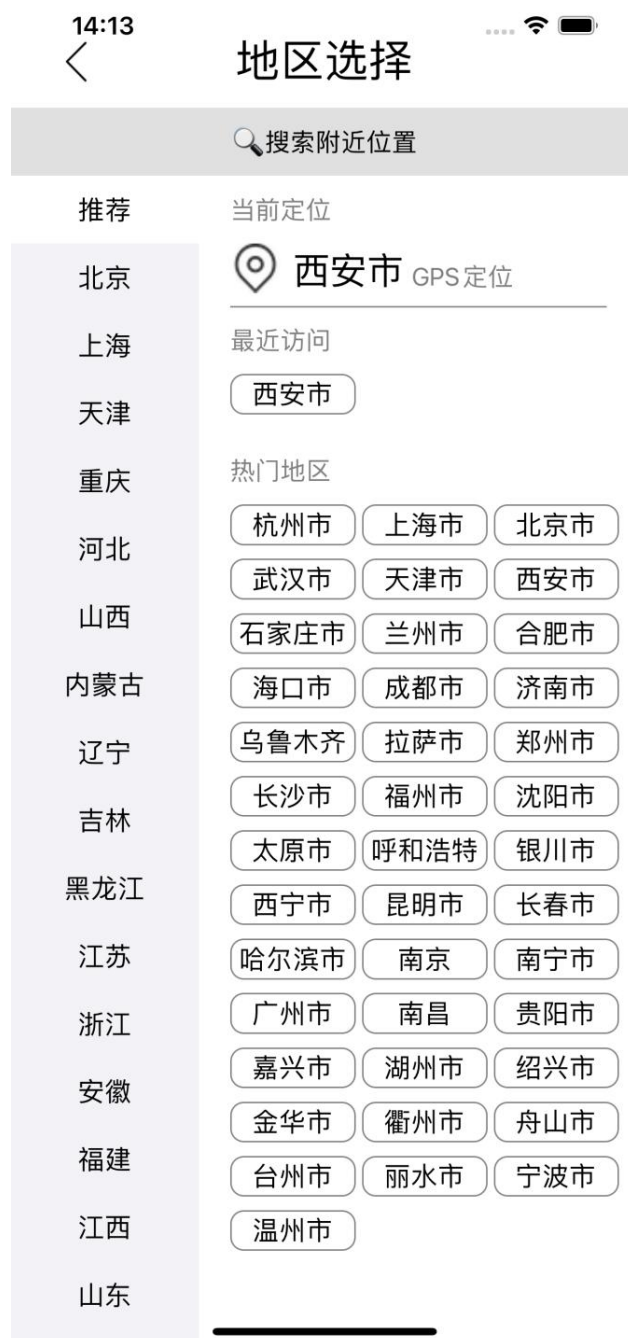 14:13
地区选择
搜索附近位置
推荐
北京
上海
天津
重庆
河北
山西
内蒙古
辽宁
吉林
黑龙江
江苏
浙江
安徽
福建
江西
山东
当前定位
西安市 GPS定位
最近访问
西安市
热门地区
杭州市 上海市 北京市
武汉市 天津市 西安市
石家庄市 兰州市 合肥市
海口市 成都市 济南市
乌鲁木齐 拉萨市 郑州市
长沙市 福州市 沈阳市
太原市 呼和浩特 银川市
西宁市 昆明市 长春市
哈尔滨市 南京 南宁市
广州市 南昌 贵阳市
嘉兴市 湖州市 绍兴市
金华市 衢州市 舟山市
台州市 丽水市 宁波市
温州市